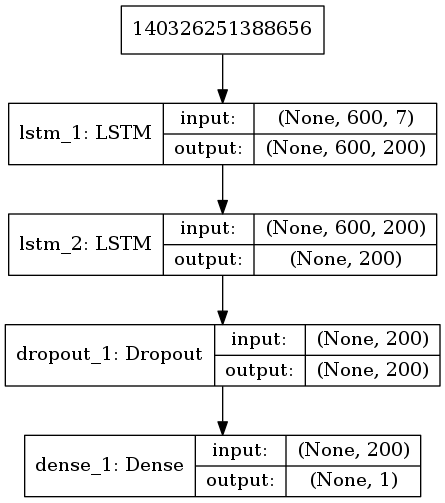 140326251388656
lstm_1: LSTM
input:
(None, 600, 7)
output:
(None, 600, 200)
lstm_2: LSTM
input:
(None, 600, 200)
output:
(None, 200)
dropout_1: Dropout
input:
(None, 200)
output:
(None, 200)
dense_1: Dense
input:
(None, 200)
output:
(None, 1)